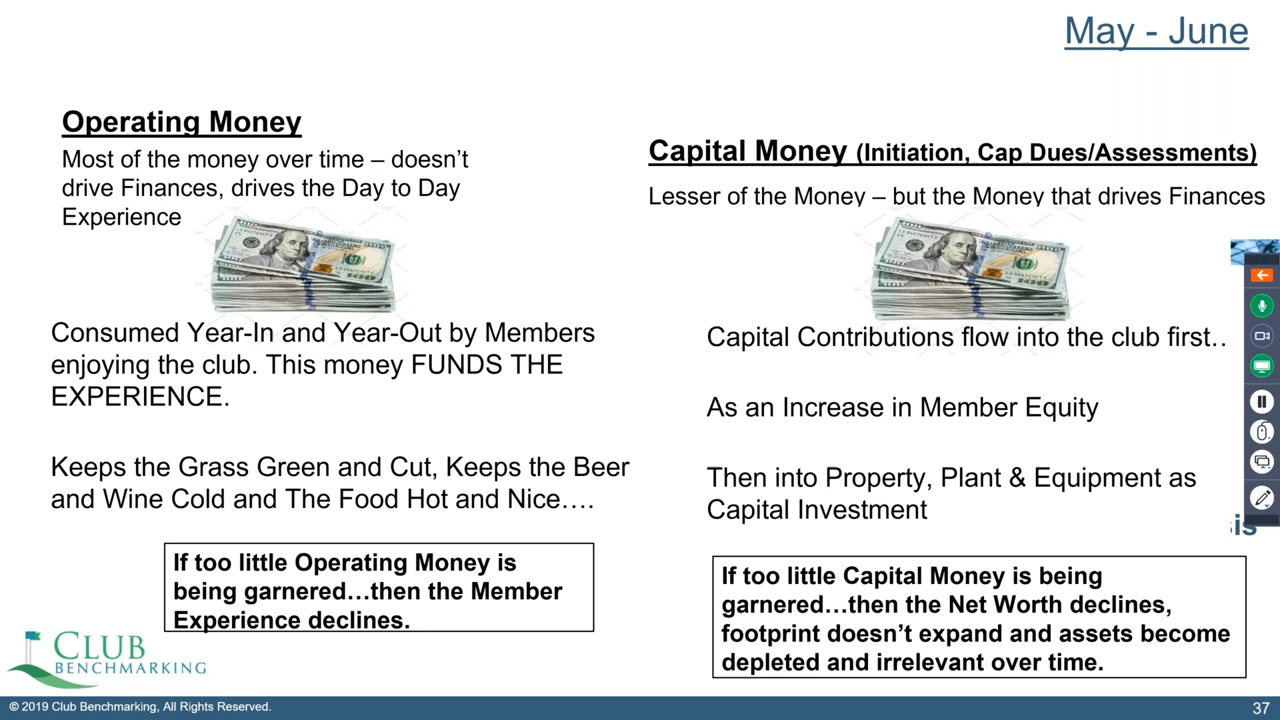 May - June
Operating Money
Most of the money over time – doesn’t
drive Finances, drives the Day to Day
Experience
Capital Money (Initiation, Cap Dues/Assessments)
Lesser of the Money – but the Money that drives Finances
Consumed Year-In and Year-Out by Members
enjoying the club. This money FUNDS THE
EXPERIENCE.
Keeps the Grass Green and Cut, Keeps the Beer
and Wine Cold and The Food Hot and Nice….
If too little Operating Money is
being garnered…then the Member
Experience declines.
Capital Contributions flow into the club first..
As an Increase in Member Equity
Then into Property, Plant & Equipment as
Capital Investment
If too little Capital Money is being
garnered…then the Net Worth declines,
footprint doesn’t expand and assets become
depleted and irrelevant over time.
CLUB
BENCHMARKING
© 2019 Club Benchmarking, All Rights Reserved.
37